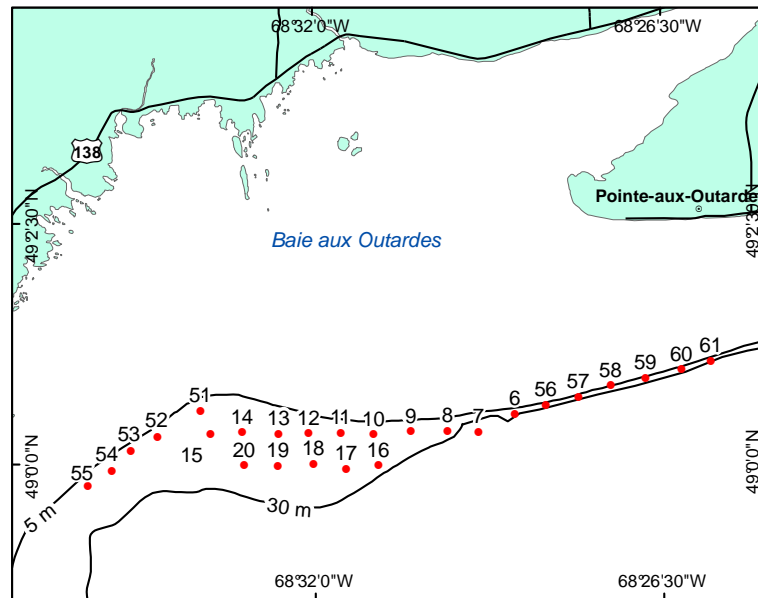 68°32'0"W
68°26'30"W
138
Pointe-aux-Outarde
49°2'30"N
49°2'30"N
Baie aux Outardes
61
60
59
58
57
56
6
51
52
53
54
55
14
13
12
11
10
9
8
7
15
20
19
18
17
16
49°0'0"N
49°0'0"N
5 m
30 m
68°32'0"W
68°26'30"W